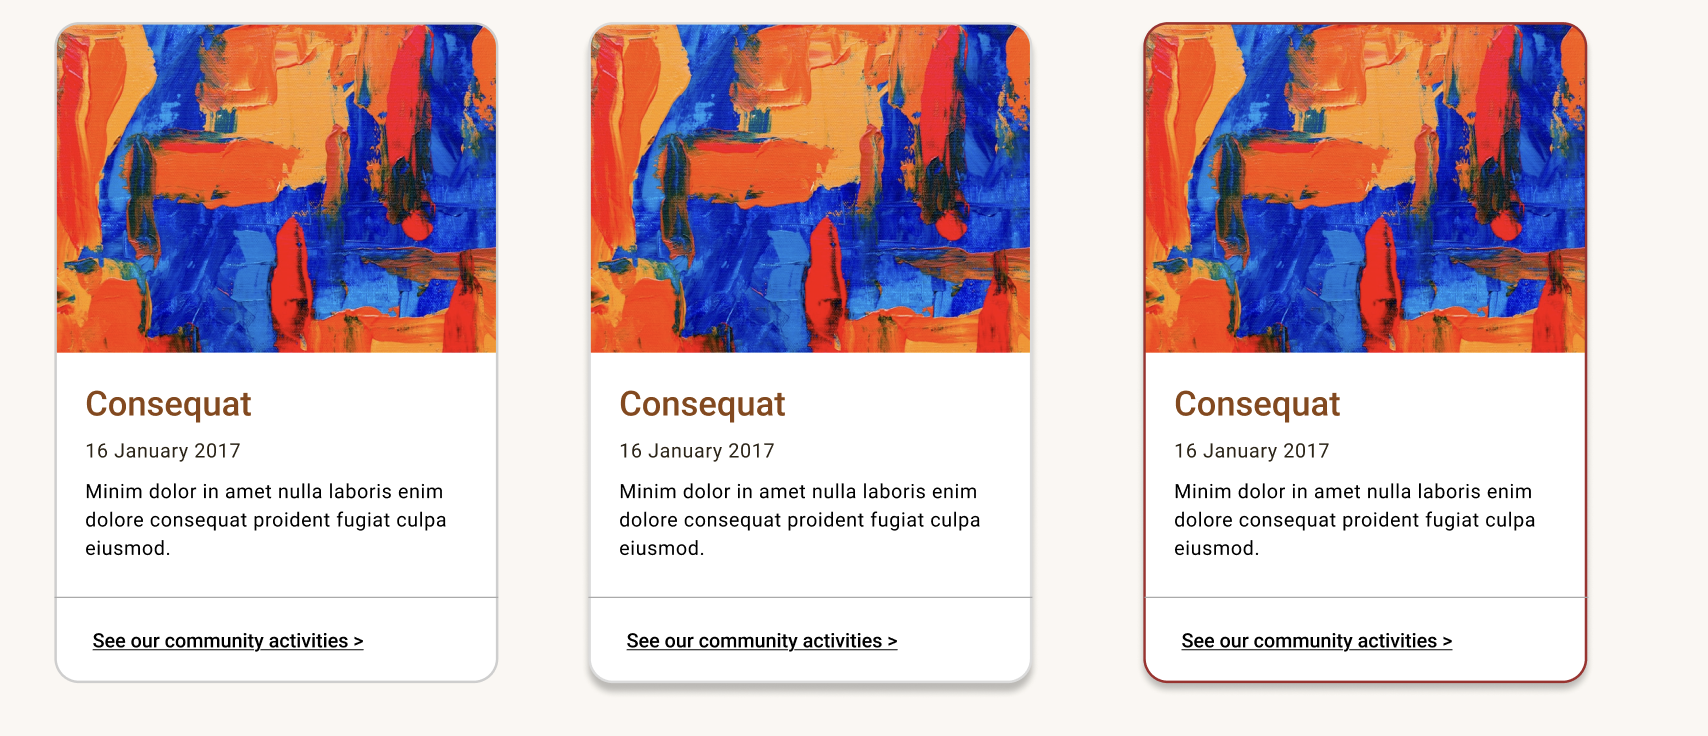 Consequat
16 January 2017
Minim dolor in amet nulla laboris enim
dolore consequat proident fugiat culpa
eiusmod.
See our community activities >
Consequat
16 January 2017
Minim dolor in amet nulla laboris enim
dolore consequat proident fugiat culpa
eiusmod.
See our community activities >
Consequat
16 January 2017
Minim dolor in amet nulla laboris enim
dolore consequat proident fugiat culpa
eiusmod.
See our community activities >